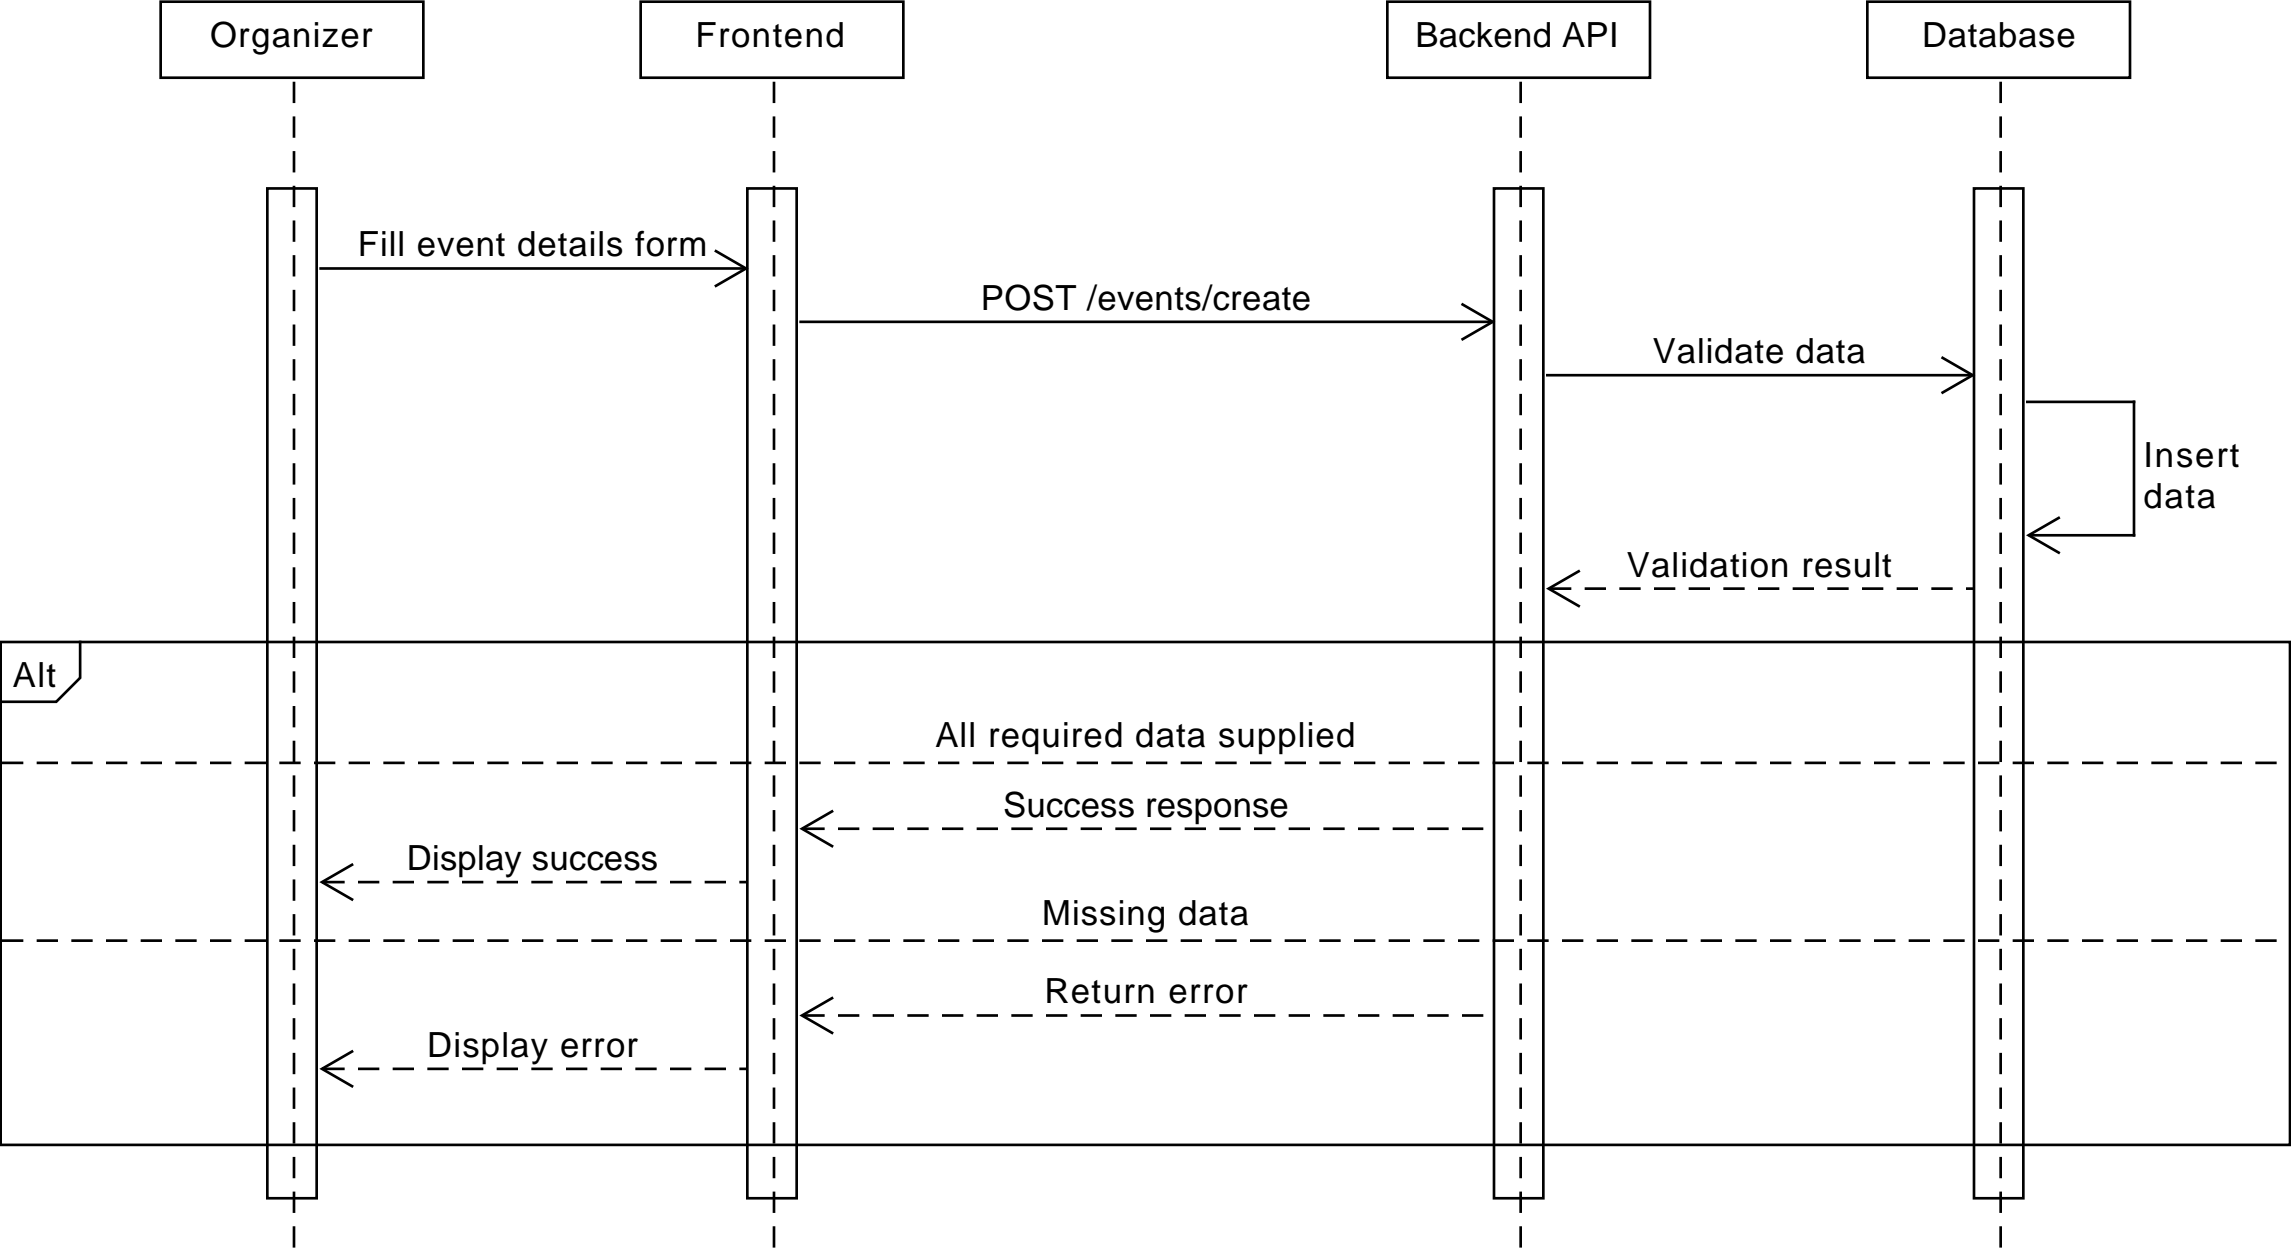 Organizer
Frontend
Backend API
Database
Fill event details form
POST /events/create
Validate data
Insert
data
Validation result
Alt
All required data supplied
Success response
Display success
Missing data
Return error
Display error